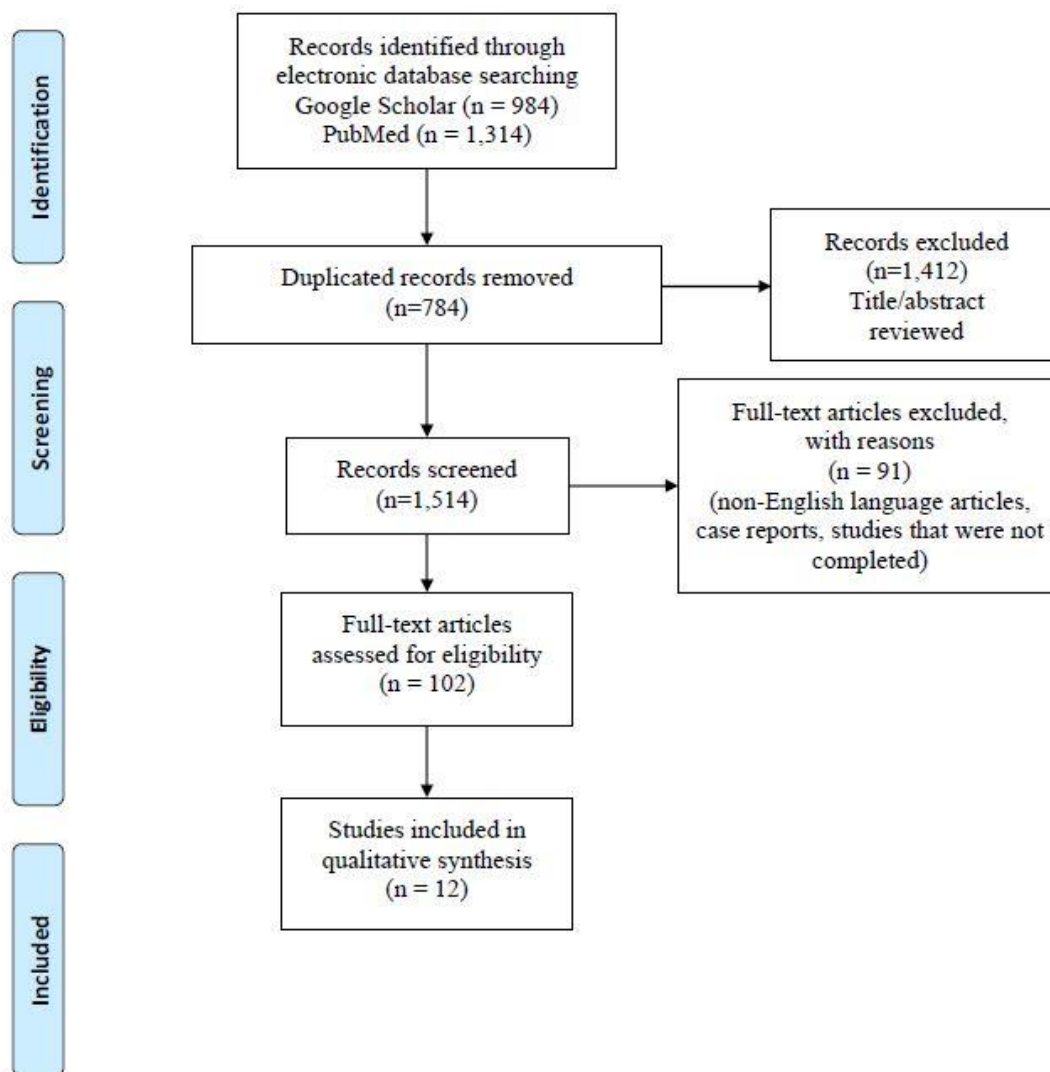 Identification
Records identified through
electronic database searching
Google Scholar (n = 984)
PubMed (n = 1,314)
Duplicated records removed
(n=784)
Records excluded
(n=1,412)
Title/abstract
reviewed
Screening
Records screened
(n=1,514)
Full-text articles excluded,
with reasons
(n = 91)
(non-English language articles,
case reports, studies that were not
completed)
Eligibility
Full-text articles
assessed for eligibility
(n = 102)
Included
Studies included in
qualitative synthesis
(n = 12)